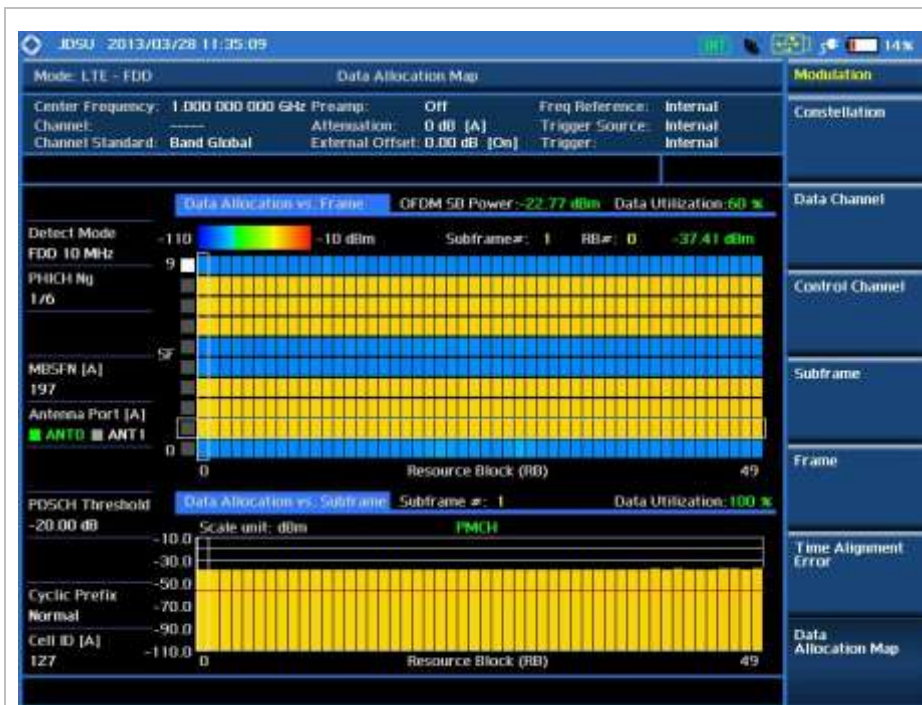 JDSU 2013/03/28 11:35:09 INT 14%
Mode: LTE - FDD Data Allocation Map Modulation
Center Frequency: 1.000 000 000 GHz Preamp: Off Freq Reference: Internal
Channel: ----- Attenuation: 0 dB [A] Trigger Source: Internal
Channel Standard: Band Global External Offset: 0.00 dB [On] Trigger: Internal
Constellation
Data Allocation vs. Frame OFDM SB Power:-22.77 dBm Data Utilization:60 %
Data Channel
Detect Mode
FDD 10 MHz
-110 -10 dBm Subframe#: 1 RB#: 0 -37.41 dBm
9
PHICH Ng
1/6
Control Channel
SF
MBSFN [A]
197
Subframe
Antenna Port [A]
ANT0 ANT1
0
0 Resource Block (RB) 49
Frame
PDSCH Threshold
-20.00 dB
Data Allocation vs. Subframe Subframe #: 1 Data Utilization:100 %
Scale unit: dBm PMCH
-10.0
-30.0
-50.0
-70.0
-90.0
-110.0
Time Alignment
Error
Cyclic Prefix
Normal
Cell ID [A]
127
0 Resource Block (RB) 49
Data
Allocation Map